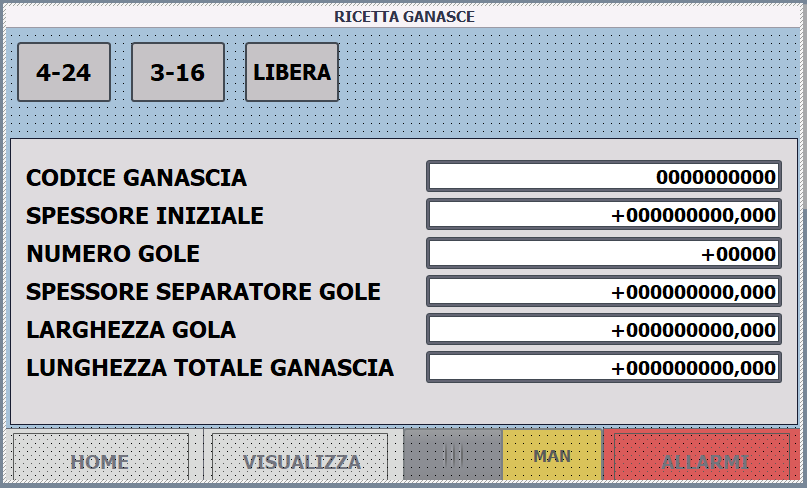 RICETTA GANASCE
4-24 3-16 LIBERA
CODICE GANASCIA 0000000000
SPESSORE INIZIALE +000000000,000
NUMERO GOLE +00000
SPESSORE SEPARATORE GOLE +000000000,000
LARGHEZZA GOLA +000000000,000
LUNGHEZZA TOTALE GANASCIA +000000000,000
HOME VISUALIZZA MAN ALLARMI